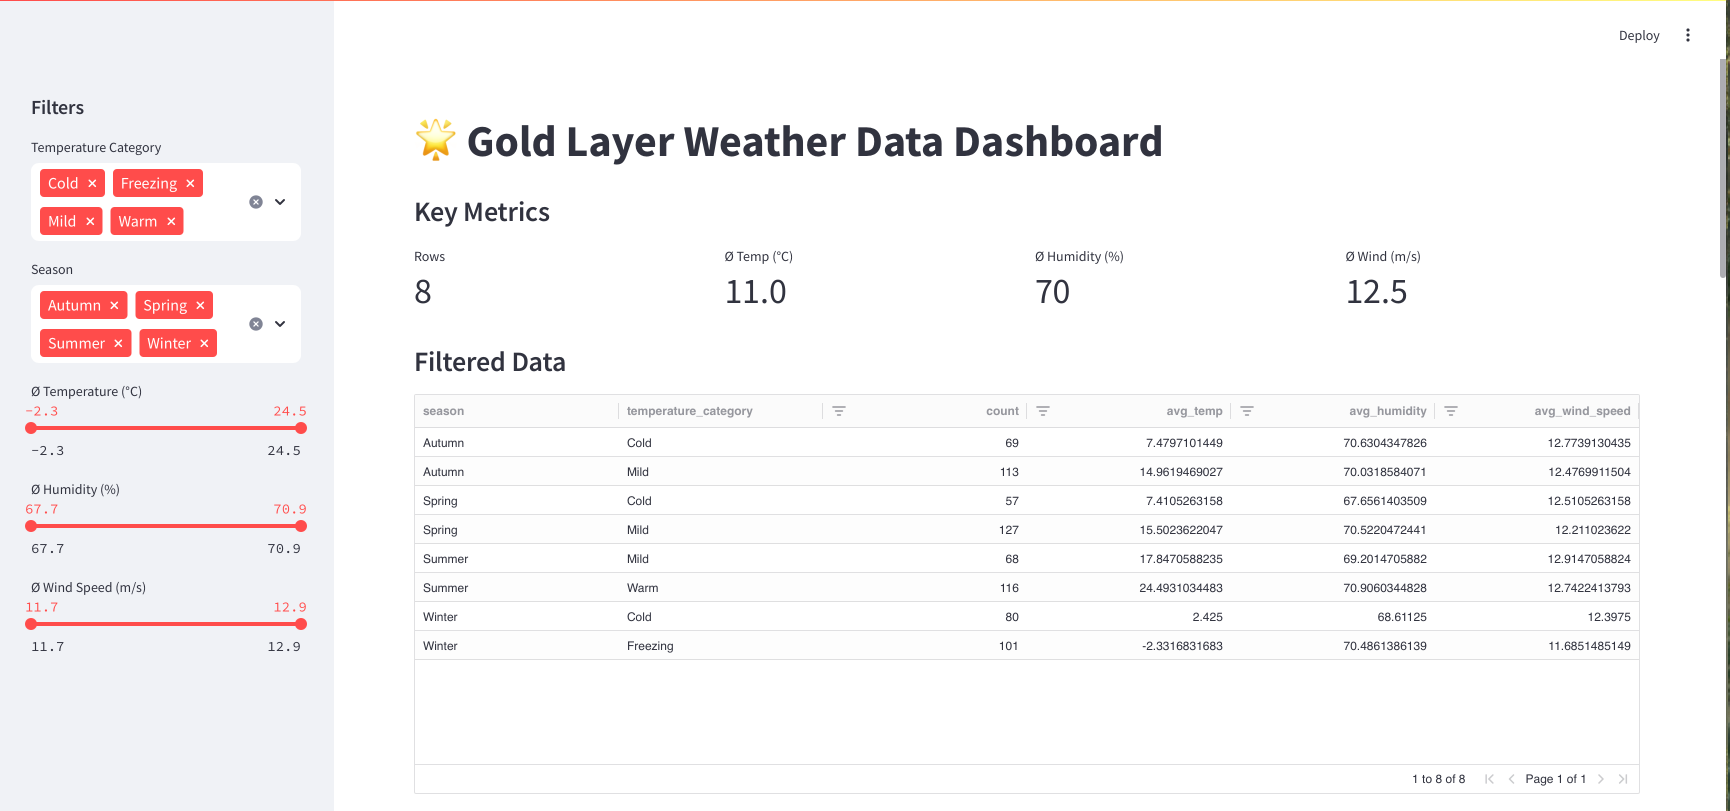 Deploy
Filters
Temperature Category
Cold × Freezing ×
Mild × Warm ×
Season
Autumn × Spring ×
Summer × Winter ×
Ø Temperature (°C)
-2.3 24.5
-2.3 24.5
Ø Humidity (%)
67.7 70.9
67.7 70.9
Ø Wind Speed (m/s)
11.7 12.9
11.7 12.9
Gold Layer Weather Data Dashboard
Key Metrics
Rows Ø Temp (°C) Ø Humidity (%) Ø Wind (m/s)
8 11.0 70 12.5
Filtered Data
season temperature_category count avg_temp avg_humidity avg_wind_speed
Autumn Cold 69 7.4797101449 70.6304347826 12.7739130435
Autumn Mild 113 14.9619469027 70.0318584071 12.4769911504
Spring Cold 57 7.4105263158 67.6561403509 12.5105263158
Spring Mild 127 15.5023622047 70.5220472441 12.211023622
Summer Mild 68 17.8470588235 69.2014705882 12.9147058824
Summer Warm 116 24.4931034483 70.9060344828 12.7422413793
Winter Cold 80 2.425 68.61125 12.3975
Winter Freezing 101 -2.3316831683 70.4861386139 11.6851485149
1 to 8 of 8 Page 1 of 1